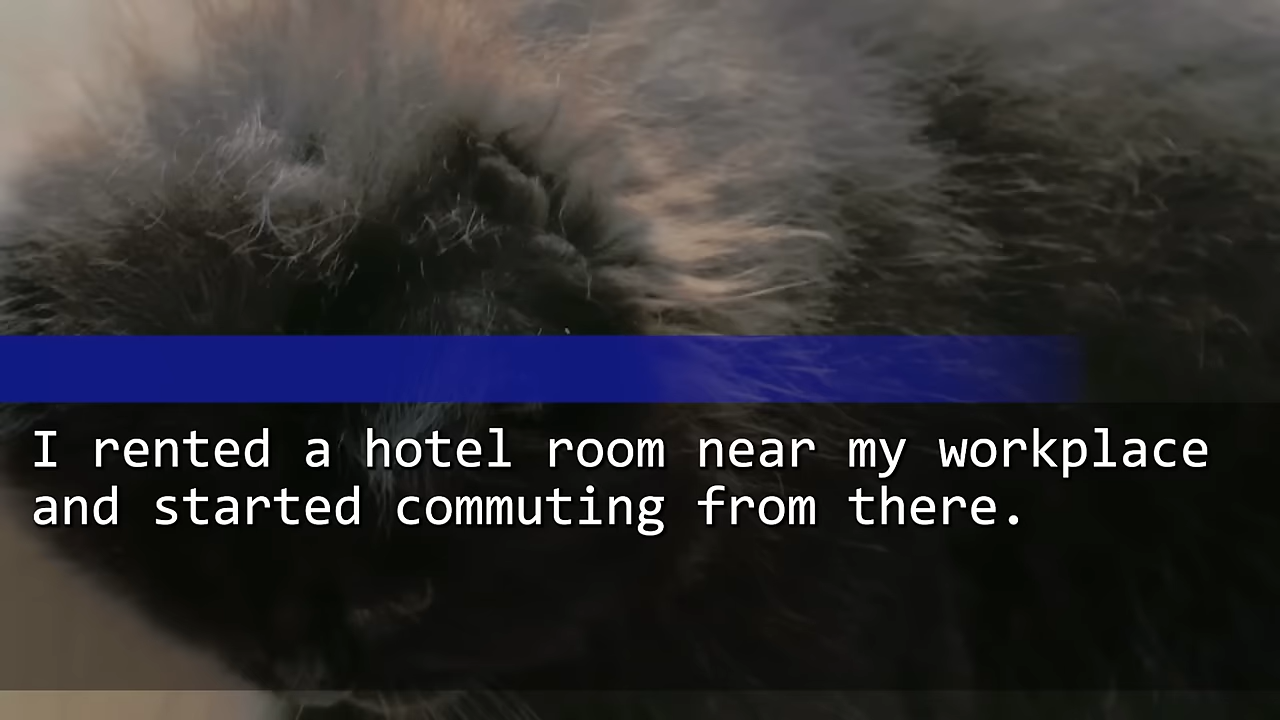 I rented a hotel room near my workplace
and started commuting from there.